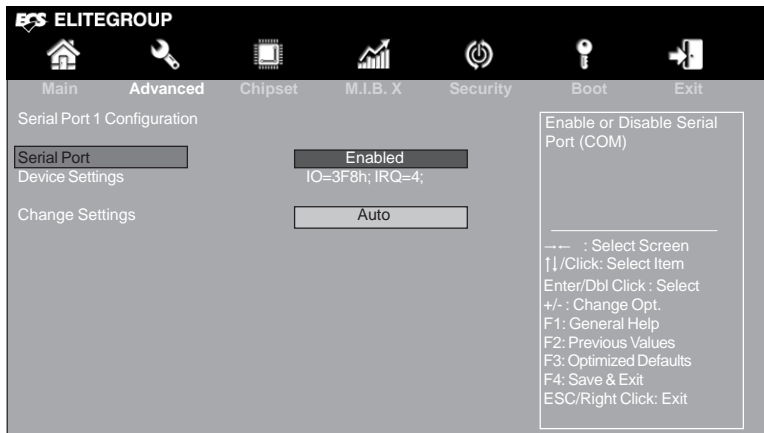 ECS ELITEGROUP
Main Advanced Chipset M.I.B. X Security Boot Exit
Serial Port 1 Configuration
Serial Port Enabled
Device Settings IO=3F8h; IRQ=4;
Change Settings Auto
Enable or Disable Serial
Port (COM)
→← : Select Screen
↑↓/Click: Select Item
Enter/Dbl Click : Select
+/- : Change Opt.
F1: General Help
F2: Previous Values
F3: Optimized Defaults
F4: Save & Exit
ESC/Right Click: Exit